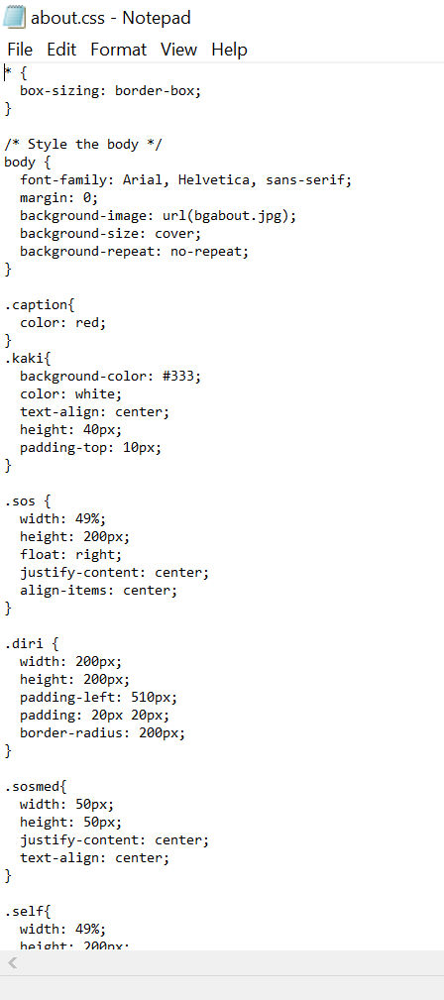 about.css - Notepad
File Edit Format View Help
* {
  box-sizing: border-box;
}

/* Style the body */
body {
  font-family: Arial, Helvetica, sans-serif;
  margin: 0;
  background-image: url(bgabout.jpg);
  background-size: cover;
  background-repeat: no-repeat;
}

.caption{
  color: red;
}
.kaki{
  background-color: #333;
  color: white;
  text-align: center;
  height: 40px;
  padding-top: 10px;
}

.sos {
  width: 49%;
  height: 200px;
  float: right;
  justify-content: center;
  align-items: center;
}

.diri {
  width: 200px;
  height: 200px;
  padding-left: 510px;
  padding: 20px 20px;
  border-radius: 200px;
}

.sosmed{
  width: 50px;
  height: 50px;
  justify-content: center;
  text-align: center;
}

.self{
  width: 49%;
  height: 200px;